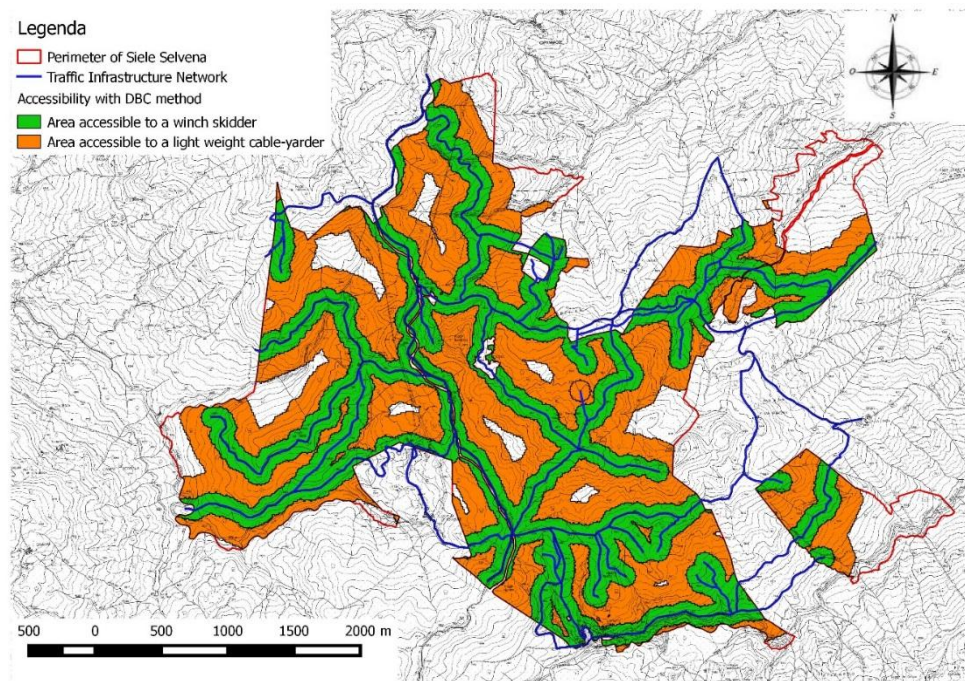 Legenda
Perimeter of Siele Selvena
Traffic Infrastructure Network
Accessibility with DBC method
Area accessible to a winch skidder
Area accessible to a light weight cable-yarder
N
O
E
S
500 0 500 1000 1500 2000 m